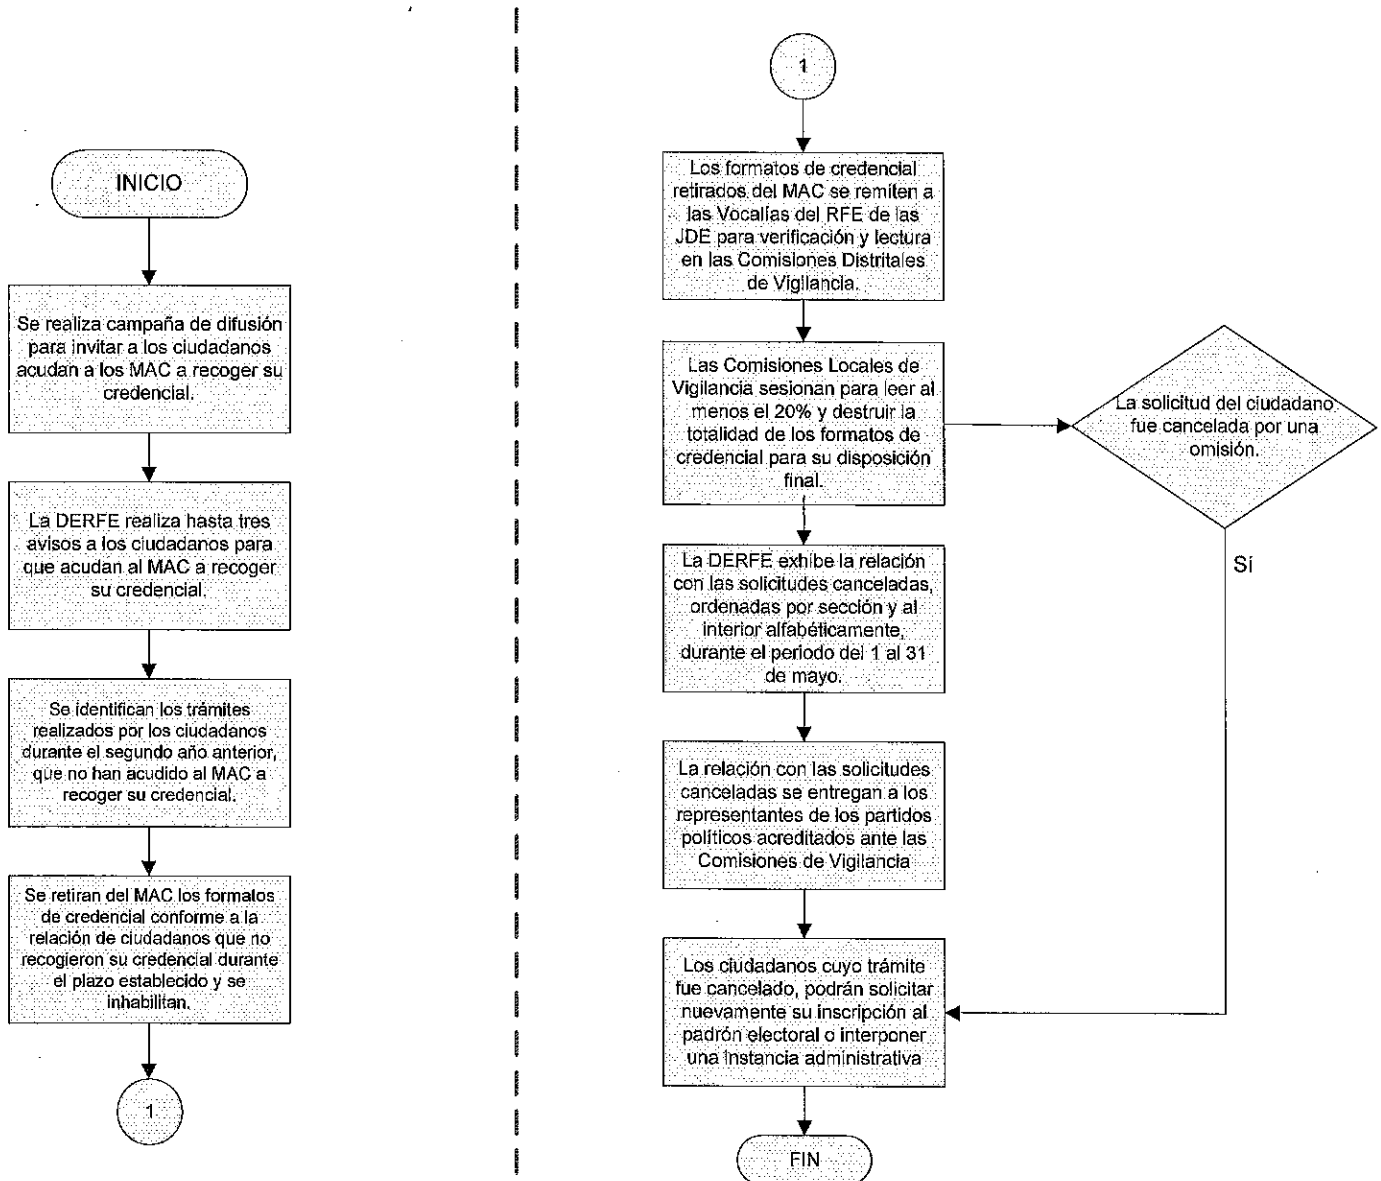 INICIO
Se realiza campaña de difusión
para invitar a los ciudadanos
acudan a los MAC a recoger su
credencial.
La DERFE realiza hasta tres
avisos a los ciudadanos para
que acudan al MAC a recoger
su credencial.
Se identifican los trámites
realizados por los ciudadanos
durante el segundo año anterior,
que no han acudido al MAC a
recoger su credencial.
Se retiran del MAC los formatos
de credencial conforme a la
relación de ciudadanos que no
recogieron su credencial durante
el plazo establecido y se
inhabilitan.
1
1
Los formatos de credencial
retirados del MAC se remiten a
las Vocalías del RFE de las
JDE para verificación y lectura
en las Comisiones Distritales
de Vigilancia.
Las Comisiones Locales de
Vigilancia sesionan para leer al
menos el 20% y destruir la
totalidad de los formatos de
credencial para su disposición
final.
La solicitud del ciudadano
fue cancelada por una
omisión.
Sí
La DERFE exhibe la relación
con las solicitudes canceladas,
ordenadas por sección y al
interior alfabéticamente,
durante el periodo del 1 al 31
de mayo.
La relación con las solicitudes
canceladas se entregan a los
representantes de los partidos
políticos acreditados ante las
Comisiones de Vigilancia
Los ciudadanos cuyo trámite
fue cancelado, podrán solicitar
nuevamente su inscripción al
padrón electoral o interponer
una instancia administrativa
FIN